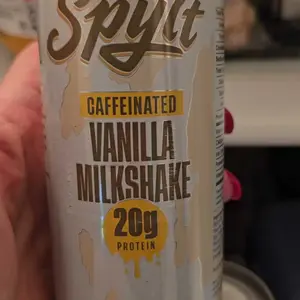 Spylt
CAFFEINATED
VANILLA
MILKSHAKE
20g
PROTEIN